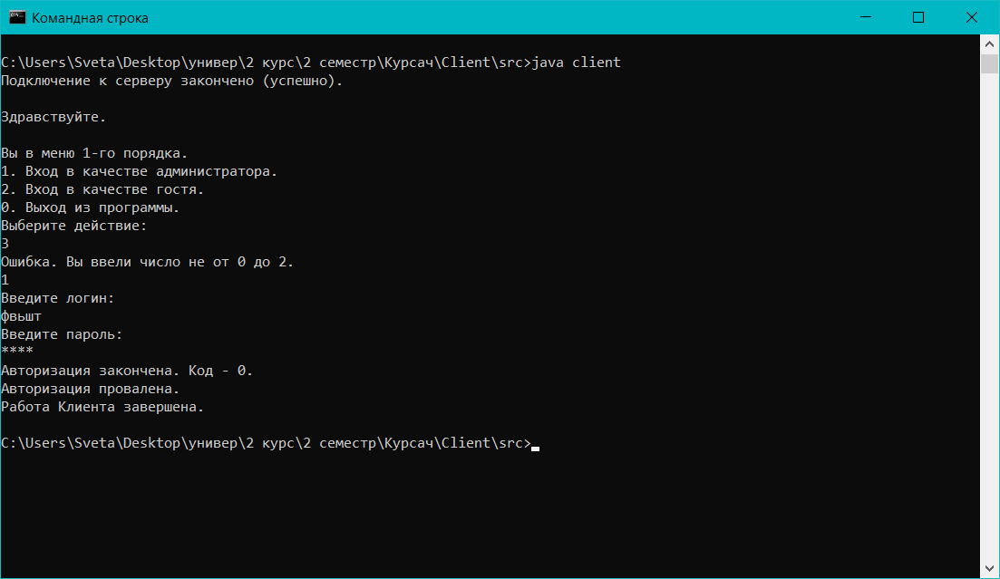 Командная строка
C:\Users\Sveta\Desktop\универ\2 курс\2 семестр\Курсач\Client\src>java client
Подключение к серверу закончено (успешно).
Здравствуйте.
Вы в меню 1-го порядка.
1. Вход в качестве администратора.
2. Вход в качестве гостя.
0. Выход из программы.
Выберите действие:
3
Ошибка. Вы ввели число не от 0 до 2.
1
Введите логин:
фвьшт
Введите пароль:
****
Авторизация закончена. Код - 0.
Авторизация провалена.
Работа Клиента завершена.
C:\Users\Sveta\Desktop\универ\2 курс\2 семестр\Курсач\Client\src>